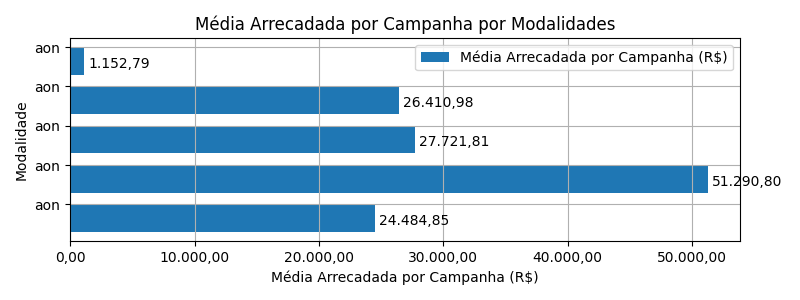 Média Arrecadada por Campanha por Modalidades
Média Arrecadada por Campanha (R$)
Modalidade
aon
1.152,79
aon
26.410,98
aon
27.721,81
aon
51.290,80
aon
24.484,85
0,00 10.000,00 20.000,00 30.000,00 40.000,00 50.000,00
Média Arrecadada por Campanha (R$)